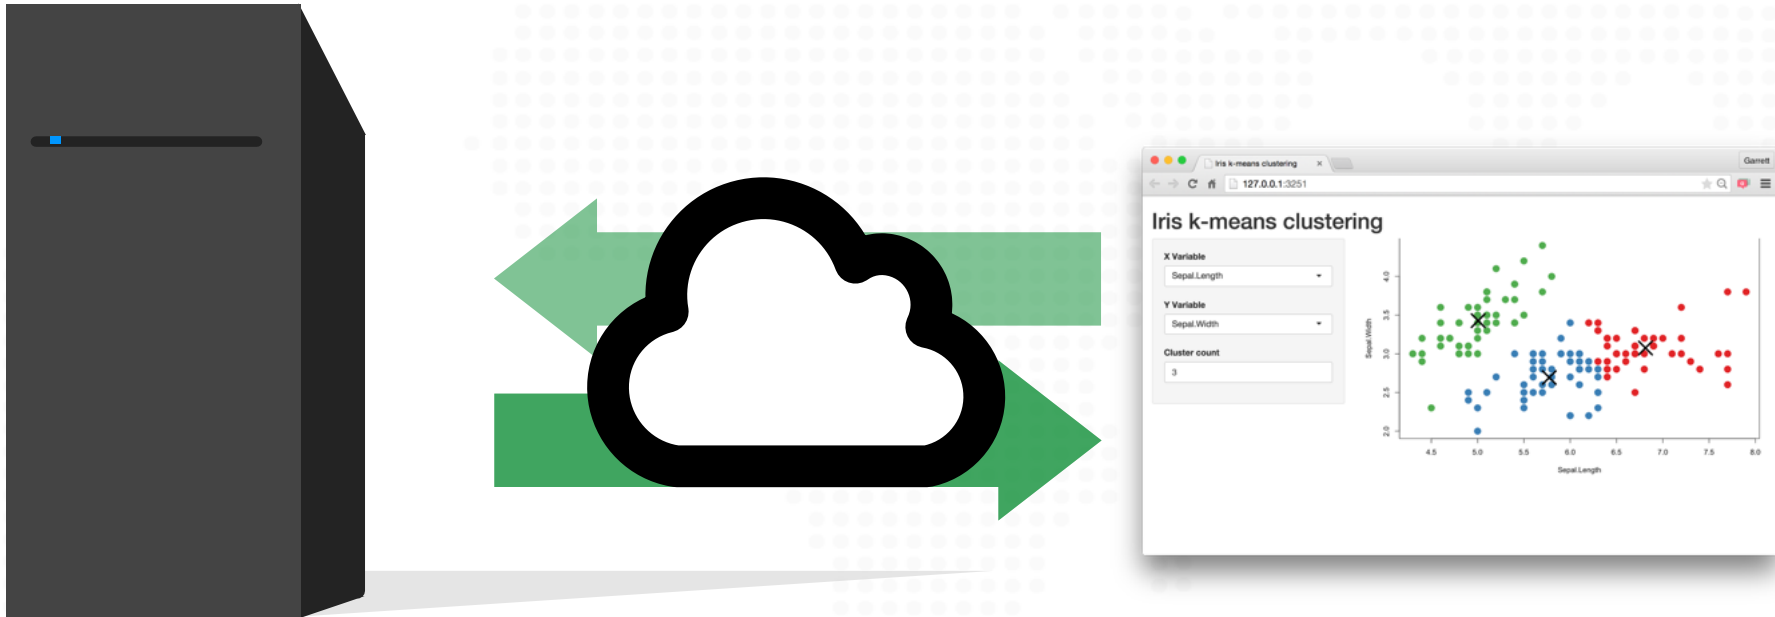 Iris k-means clustering ×
Garrett
127.0.0.1:3251
Iris k-means clustering
X Variable
Sepal.Length
Y Variable
Sepal.Width
Cluster count
3
Sepal.Width
4.0
3.5
3.0
2.5
2.0
4.5 5.0 5.5 6.0 6.5 7.0 7.5 8.0
Sepal.Length